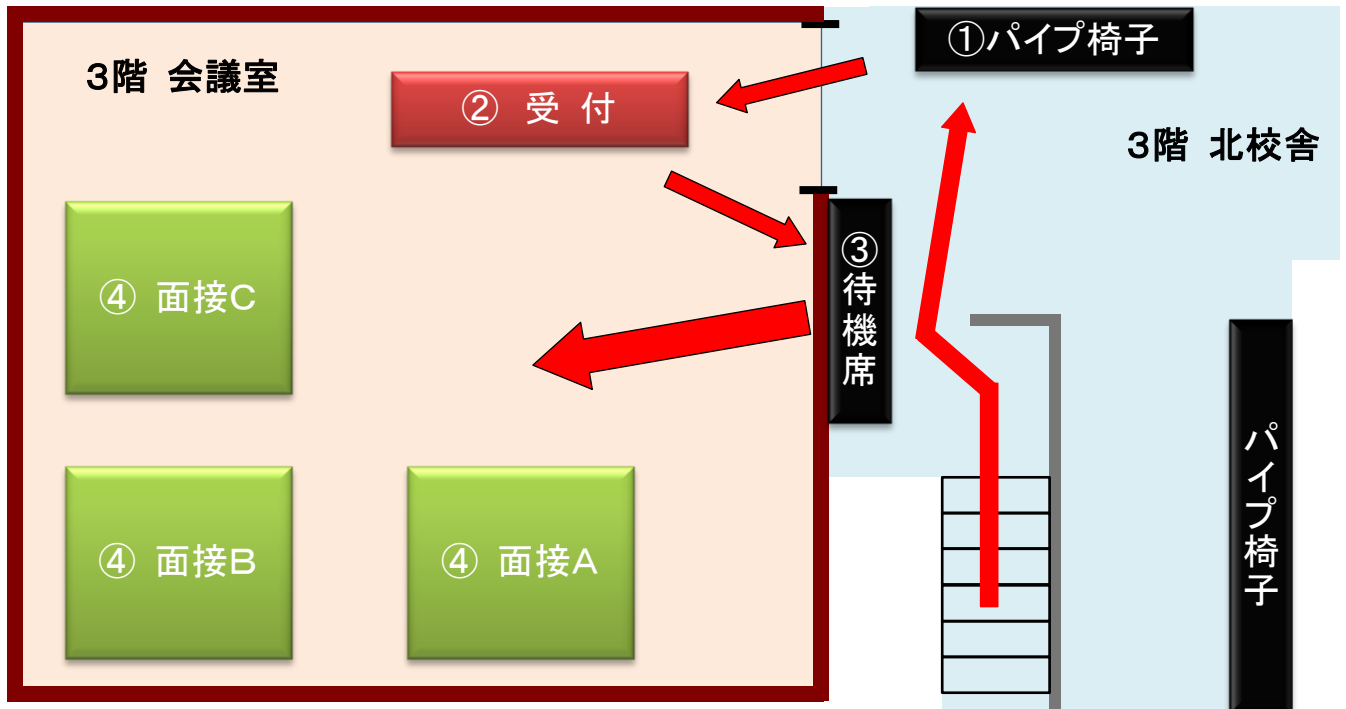 3階 会議室
①パイプ椅子
② 受 付
3階 北校舎
③待機席
④ 面接C
パイプ椅子
④ 面接B
④ 面接A